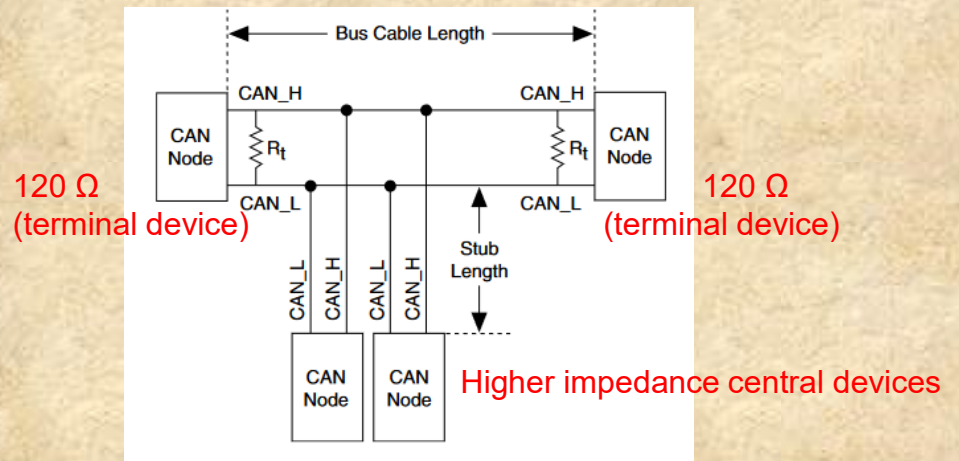 Bus Cable Length
CAN_H
CAN_H
CAN
Node
Rt
Rt
CAN
Node
120 Ω
(terminal device)
120 Ω
(terminal device)
CAN_L
CAN_L
Stub
Length
CAN_L
CAN_H
CAN_L
CAN_H
CAN
Node
CAN
Node
Higher impedance central devices